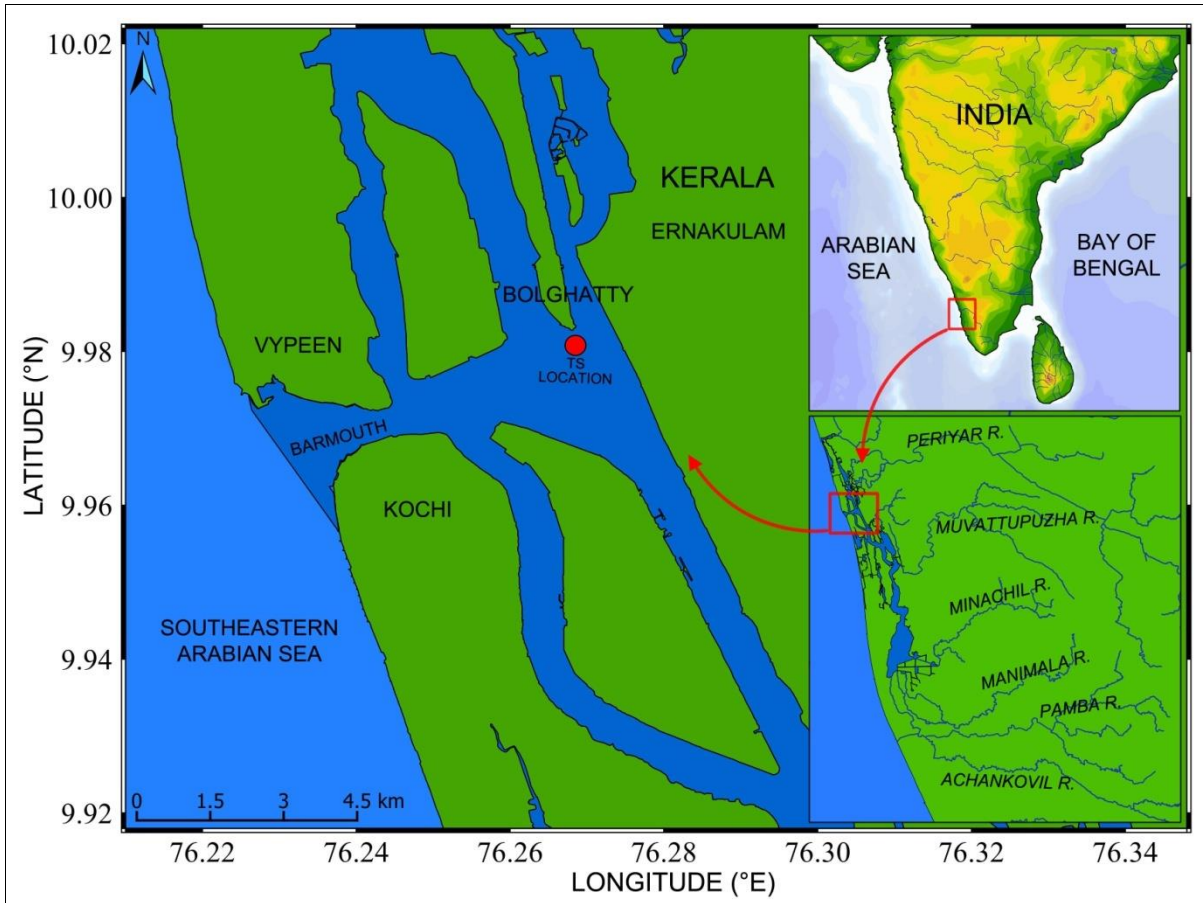 10.02
10.00
9.98
9.96
9.94
9.92
LATITUDE (°N)
N
KERALA
ERNAKULAM
BOLGHATTY
VYPEEN
TS
LOCATION
BARMOUTH
KOCHI
SOUTHEASTERN
ARABIAN SEA
0 1.5 3 4.5 km
INDIA
ARABIAN
SEA
BAY OF
BENGAL
PERIYAR R.
MUVATTUPUZHA R.
MINACHIL R.
MANIMALA R.
PAMBA R.
ACHANKOVIL R.
76.22 76.24 76.26 76.28 76.30 76.32 76.34
LONGITUDE (°E)